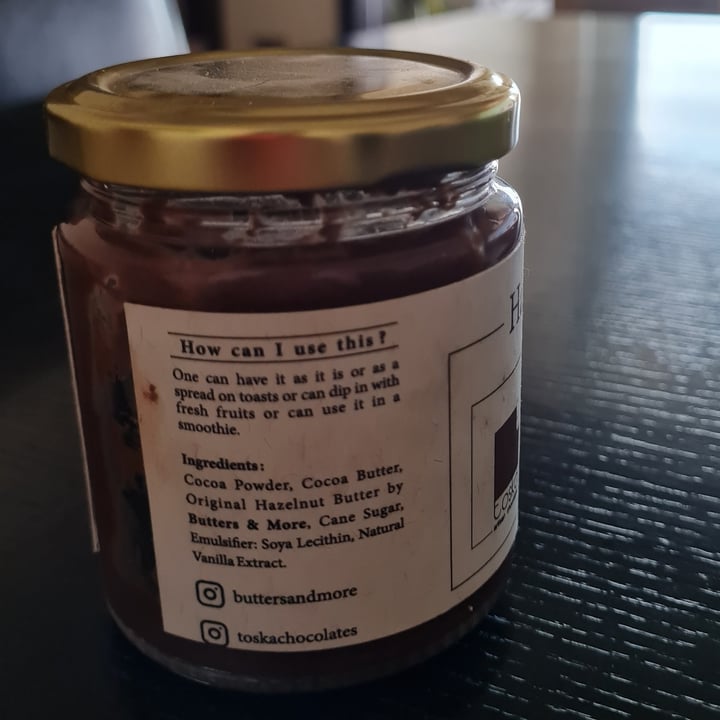 How can I use this?
One can have it as it is or as a
spread on toasts or can dip in with
fresh fruits or can use it in a
smoothie.
Ingredients:
Cocoa Powder, Cocoa Butter,
Original Hazelnut Butter by
Butters & More, Cane Sugar,
Emulsifier: Soya Lecithin, Natural
Vanilla Extract.
buttersandmore
toskachocolates